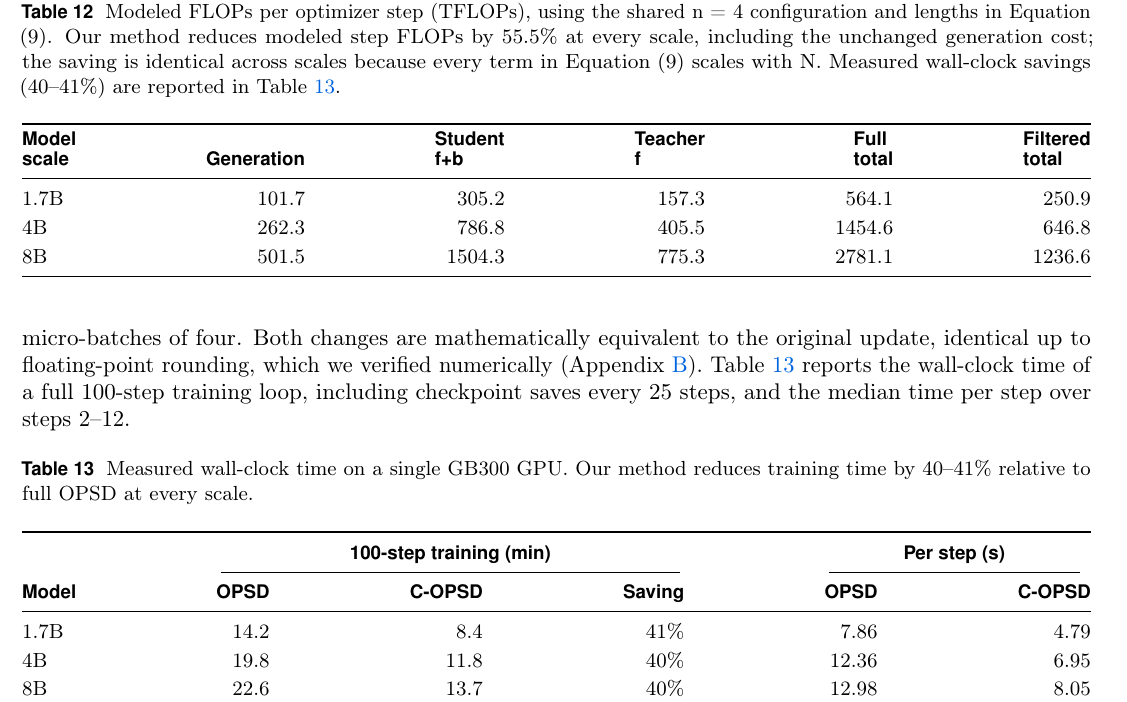 Table 12 Modeled FLOPs per optimizer step (TFLOPs), using the shared n = 4 configuration and lengths in Equation
(9). Our method reduces modeled step FLOPs by 55.5% at every scale, including the unchanged generation cost;
the saving is identical across scales because every term in Equation (9) scales with N. Measured wall-clock savings
(40–41%) are reported in Table 13.
Model scale Generation Student f+b Teacher f Full total Filtered total
1.7B 101.7 305.2 157.3 564.1 250.9
4B 262.3 786.8 405.5 1454.6 646.8
8B 501.5 1504.3 775.3 2781.1 1236.6
micro-batches of four. Both changes are mathematically equivalent to the original update, identical up to
floating-point rounding, which we verified numerically (Appendix B). Table 13 reports the wall-clock time of
a full 100-step training loop, including checkpoint saves every 25 steps, and the median time per step over
steps 2–12.
Table 13 Measured wall-clock time on a single GB300 GPU. Our method reduces training time by 40–41% relative to
full OPSD at every scale.
100-step training (min) Per step (s)
Model OPSD C-OPSD Saving OPSD C-OPSD
1.7B 14.2 8.4 41% 7.86 4.79
4B 19.8 11.8 40% 12.36 6.95
8B 22.6 13.7 40% 12.98 8.05